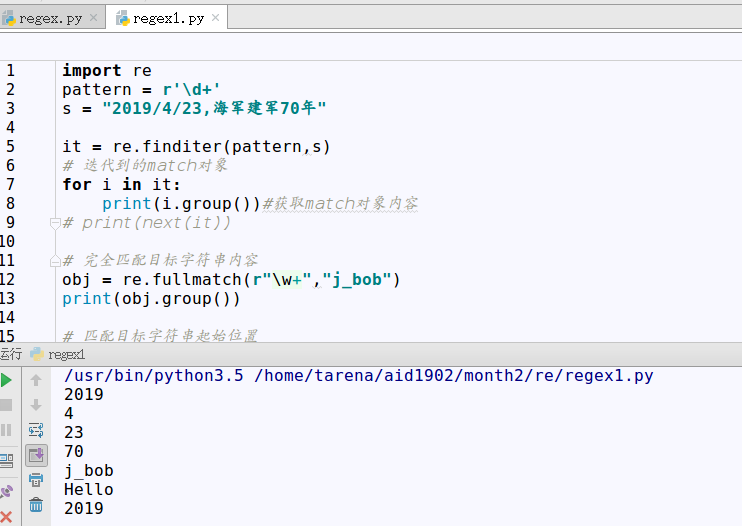 regex.py
regex1.py
1 import re
2 pattern = r'\d+'
3 s = "2019/4/23,海军建军70年"
4
5 it = re.finditer(pattern,s)
6 # 迭代到的match对象
7 for i in it:
8 print(i.group())#获取match对象内容
9 # print(next(it))
10
11 # 完全匹配目标字符串内容
12 obj = re.fullmatch(r"\w+","j_bob")
13 print(obj.group())
14
15 # 匹配目标字符串起始位置
运行 regex1
/usr/bin/python3.5 /home/tarena/aid1902/month2/re/regex1.py
2019
4
23
70
j_bob
Hello
2019